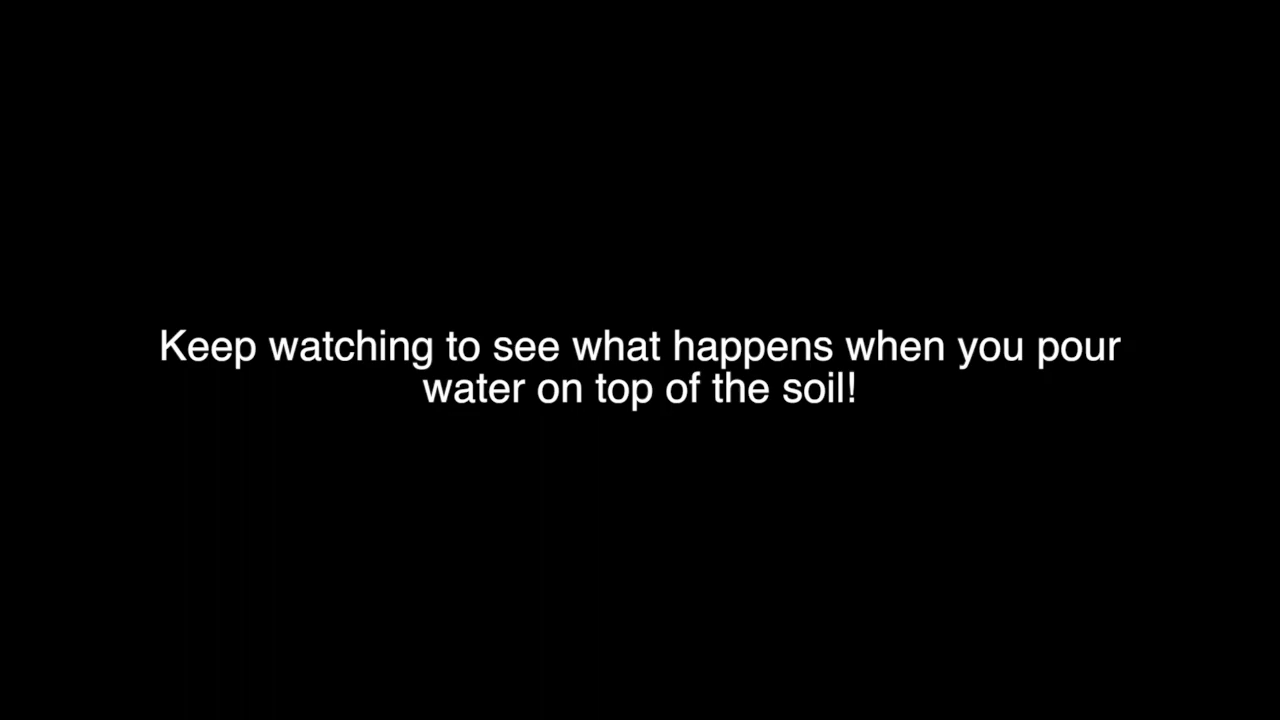 Keep watching to see what happens when you pour
water on top of the soil!